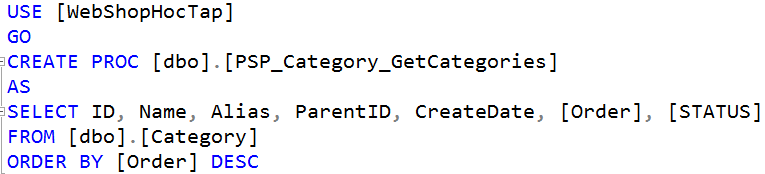 USE [WebShopHocTap]
GO
CREATE PROC [dbo].[PSP_Category_GetCategories]
AS
SELECT ID, Name, Alias, ParentID, CreateDate, [Order], [STATUS]
FROM [dbo].[Category]
ORDER BY [Order] DESC